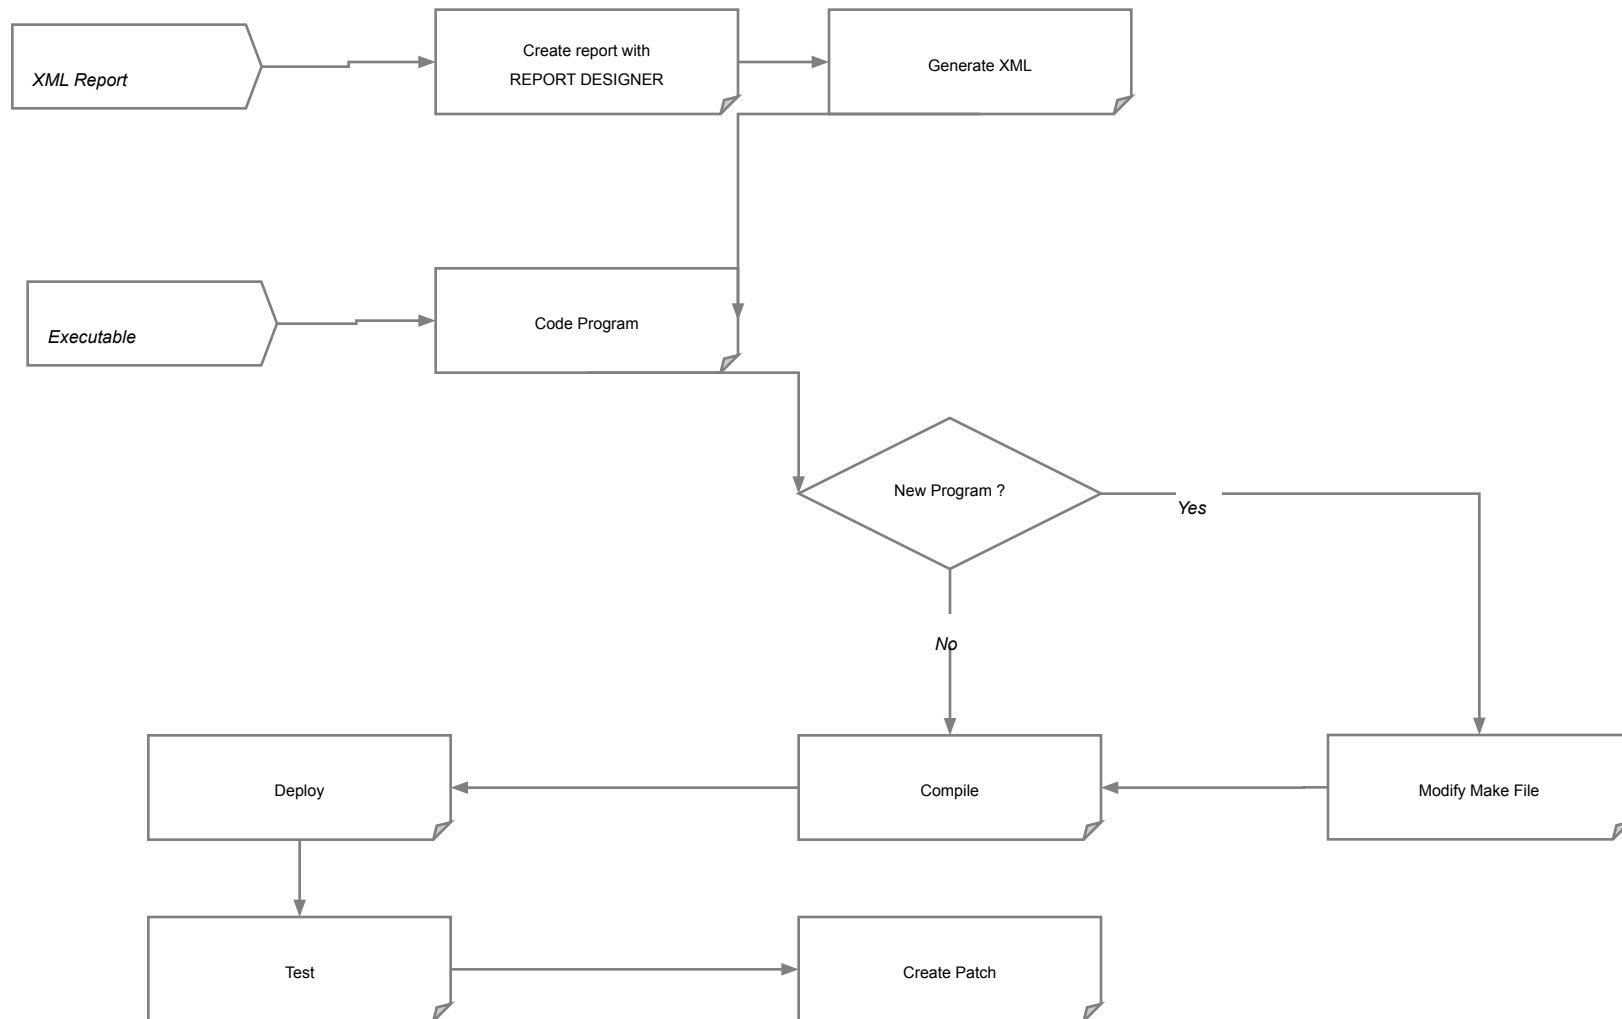 XML Report
Create report with
REPORT DESIGNER
Generate XML
Executable
Code Program
New Program ?
Yes
No
Deploy
Compile
Modify Make File
Test
Create Patch